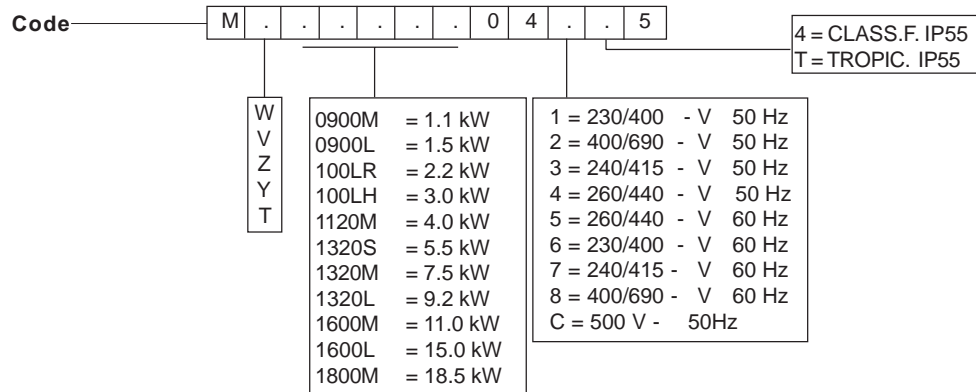 Code M . . . . . . 0 4 . . 5
4 = CLASS.F. IP55
T = TROPIC. IP55
W
V
Z
Y
T
0900M = 1.1 kW
0900L = 1.5 kW
100LR = 2.2 kW
100LH = 3.0 kW
1120M = 4.0 kW
1320S = 5.5 kW
1320M = 7.5 kW
1320L = 9.2 kW
1600M = 11.0 kW
1600L = 15.0 kW
1800M = 18.5 kW
1 = 230/400 - V 50 Hz
2 = 400/690 - V 50 Hz
3 = 240/415 - V 50 Hz
4 = 260/440 - V 50 Hz
5 = 260/440 - V 60 Hz
6 = 230/400 - V 60 Hz
7 = 240/415 - V 60 Hz
8 = 400/690 - V 60 Hz
C = 500 V - 50Hz